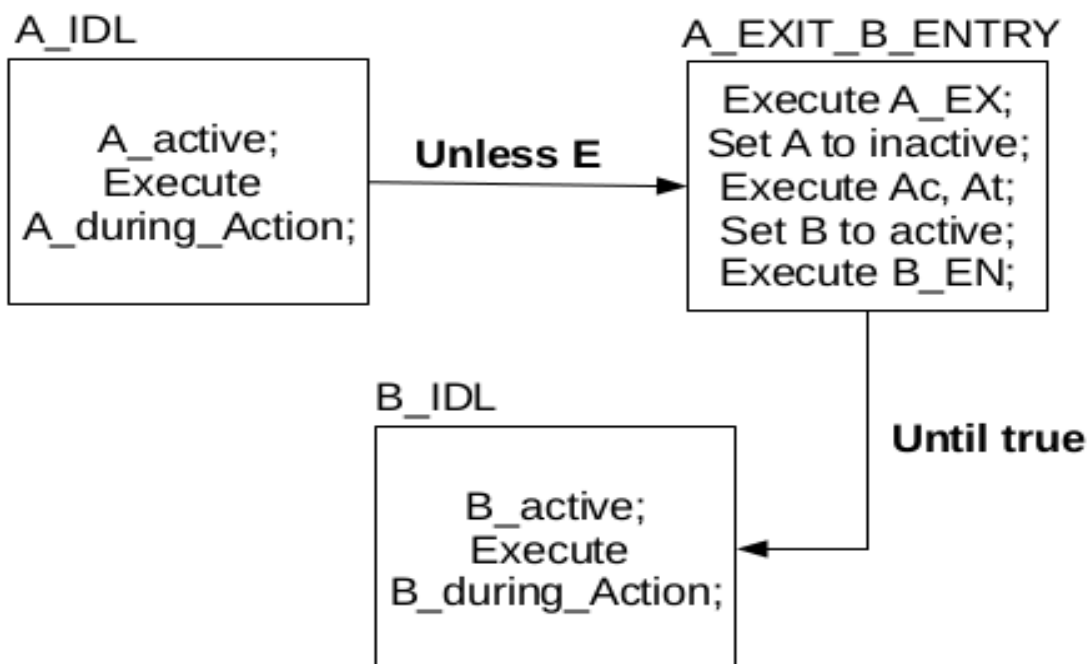 A_IDL
A_active;
Execute
A_during_Action;
Unless E
A_EXIT_B_ENTRY
Execute A_EX;
Set A to inactive;
Execute Ac, At;
Set B to active;
Execute B_EN;
Until true
B_IDL
B_active;
Execute
B_during_Action;